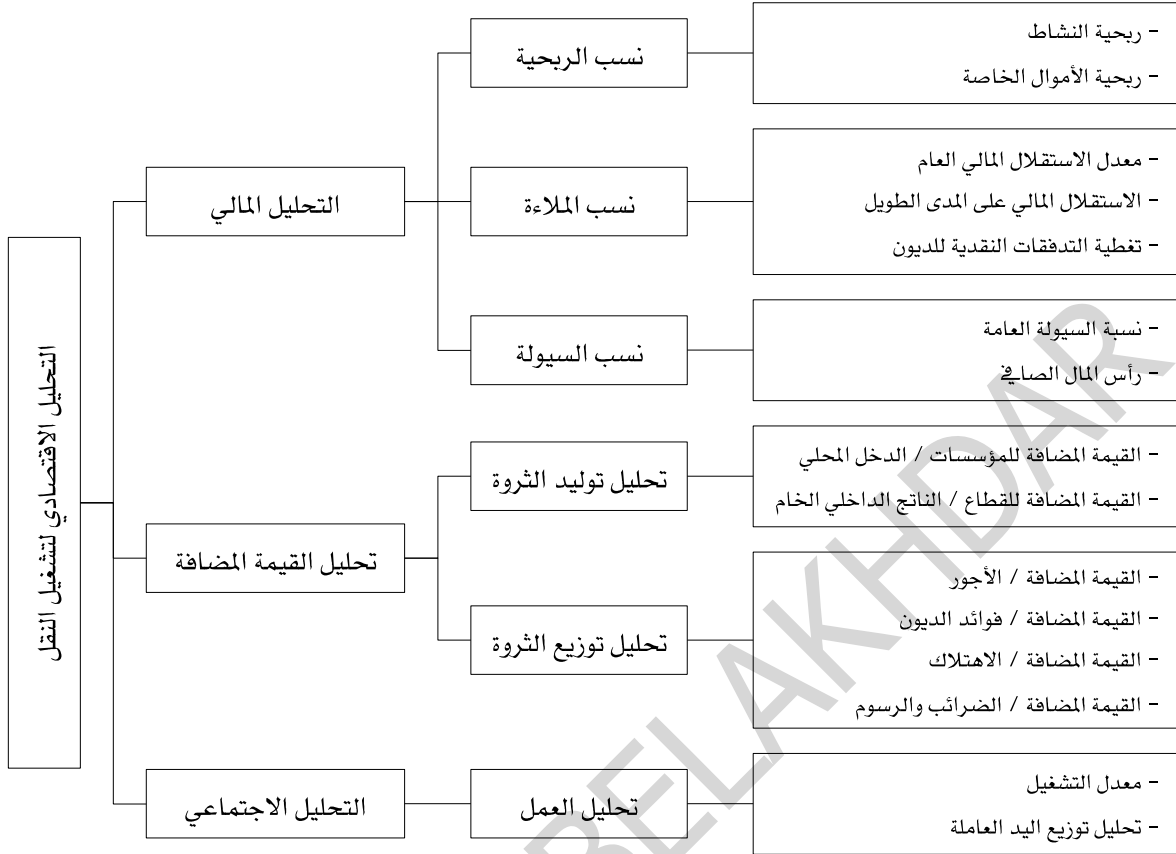 التحليل الاقتصادي لتشغيل النقل
التحليل المالي
نسب الربحية
- ربحية النشاط
- ربحية الأموال الخاصة
نسب الملاءة
- معدل الاستقلال المالي العام
- الاستقلال المالي على المدى الطويل
- تغطية التدفقات النقدية للديون
نسب السيولة
- نسبة السيولة العامة
- رأس المال الصافي
تحليل القيمة المضافة
تحليل توليد الثروة
- القيمة المضافة للمؤسسات / الدخل المحلي
- القيمة المضافة للقطاع / الناتج الداخلي الخام
تحليل توزيع الثروة
- القيمة المضافة / الأجور
- القيمة المضافة / فوائد الديون
- القيمة المضافة / الاهتلاك
- القيمة المضافة / الضرائب والرسوم
التحليل الاجتماعي
تحليل العمل
- معدل التشغيل
- تحليل توزيع اليد العاملة
BELAKHDAR